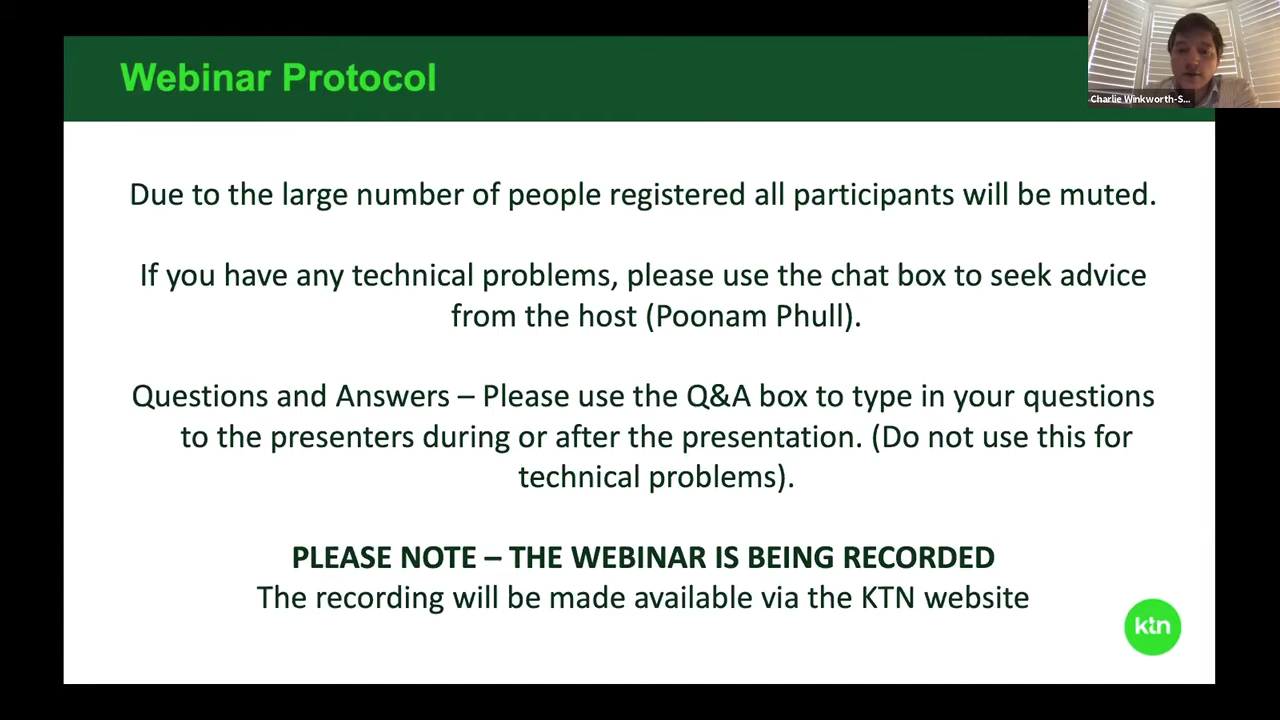 Webinar Protocol
Charlie Winkworth-S...
Due to the large number of people registered all participants will be muted.
If you have any technical problems, please use the chat box to seek advice
from the host (Poonam Phull).
Questions and Answers – Please use the Q&A box to type in your questions
to the presenters during or after the presentation. (Do not use this for
technical problems).
PLEASE NOTE – THE WEBINAR IS BEING RECORDED
The recording will be made available via the KTN website
ktn